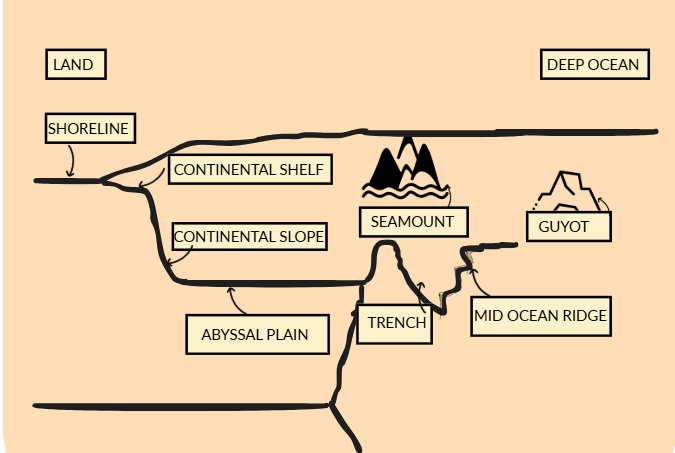 LAND
DEEP OCEAN
SHORELINE
CONTINENTAL SHELF
SEAMOUNT
GUYOT
CONTINENTAL SLOPE
ABYSSAL PLAIN
TRENCH
MID OCEAN RIDGE